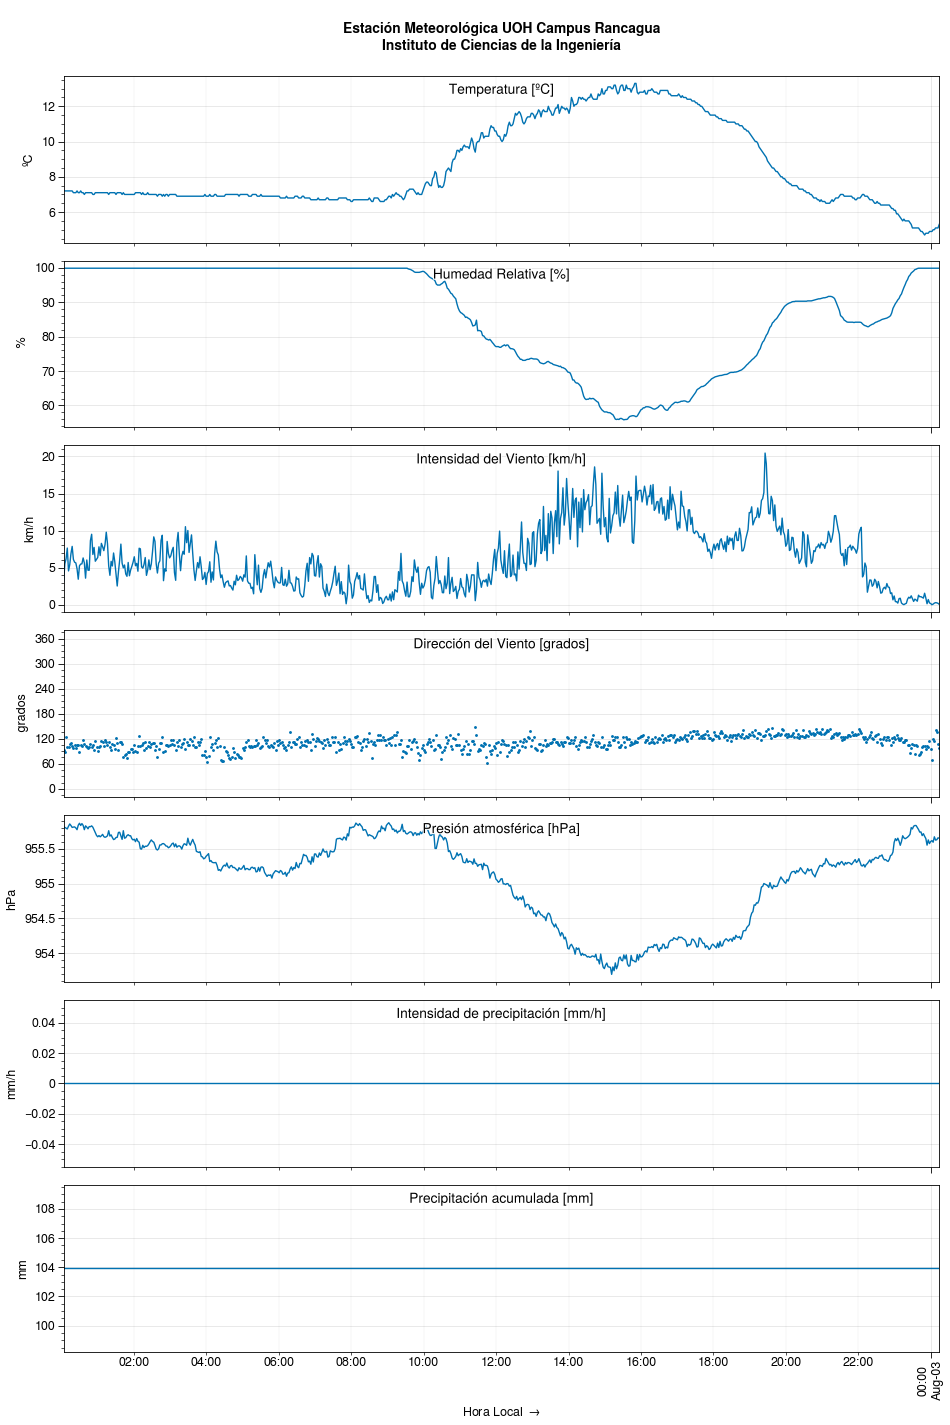 Estación Meteorológica UOH Campus Rancagua
Instituto de Ciencias de la Ingeniería
Temperatura [ºC]
ºC
12
10
8
6
Humedad Relativa [%]
%
100
90
80
70
60
Intensidad del Viento [km/h]
km/h
20
15
10
5
0
Dirección del Viento [grados]
grados
360
300
240
180
120
60
0
Presión atmosférica [hPa]
hPa
955.5
955
954.5
954
Intensidad de precipitación [mm/h]
mm/h
0.04
0.02
0
−0.02
−0.04
Precipitación acumulada [mm]
mm
108
106
104
102
100
02:00 04:00 06:00 08:00 10:00 12:00 14:00 16:00 18:00 20:00 22:00 00:00
Aug-03
Hora Local →